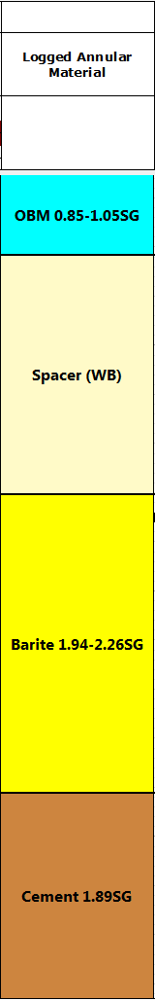 Logged Annular
Material
OBM 0.85-1.05SG
Spacer (WB)
Barite 1.94-2.26SG
Cement 1.89SG